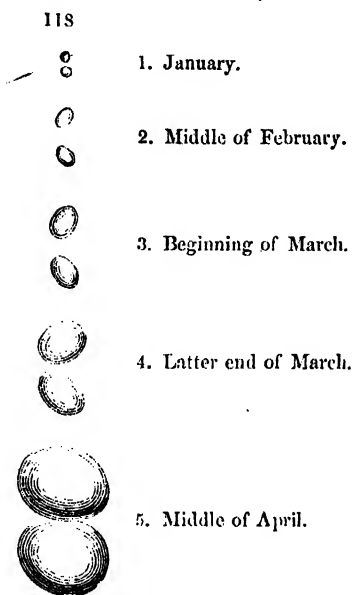 118
1. January.
2. Middle of February.
3. Beginning of March.
4. Latter end of March.
5. Middle of April.